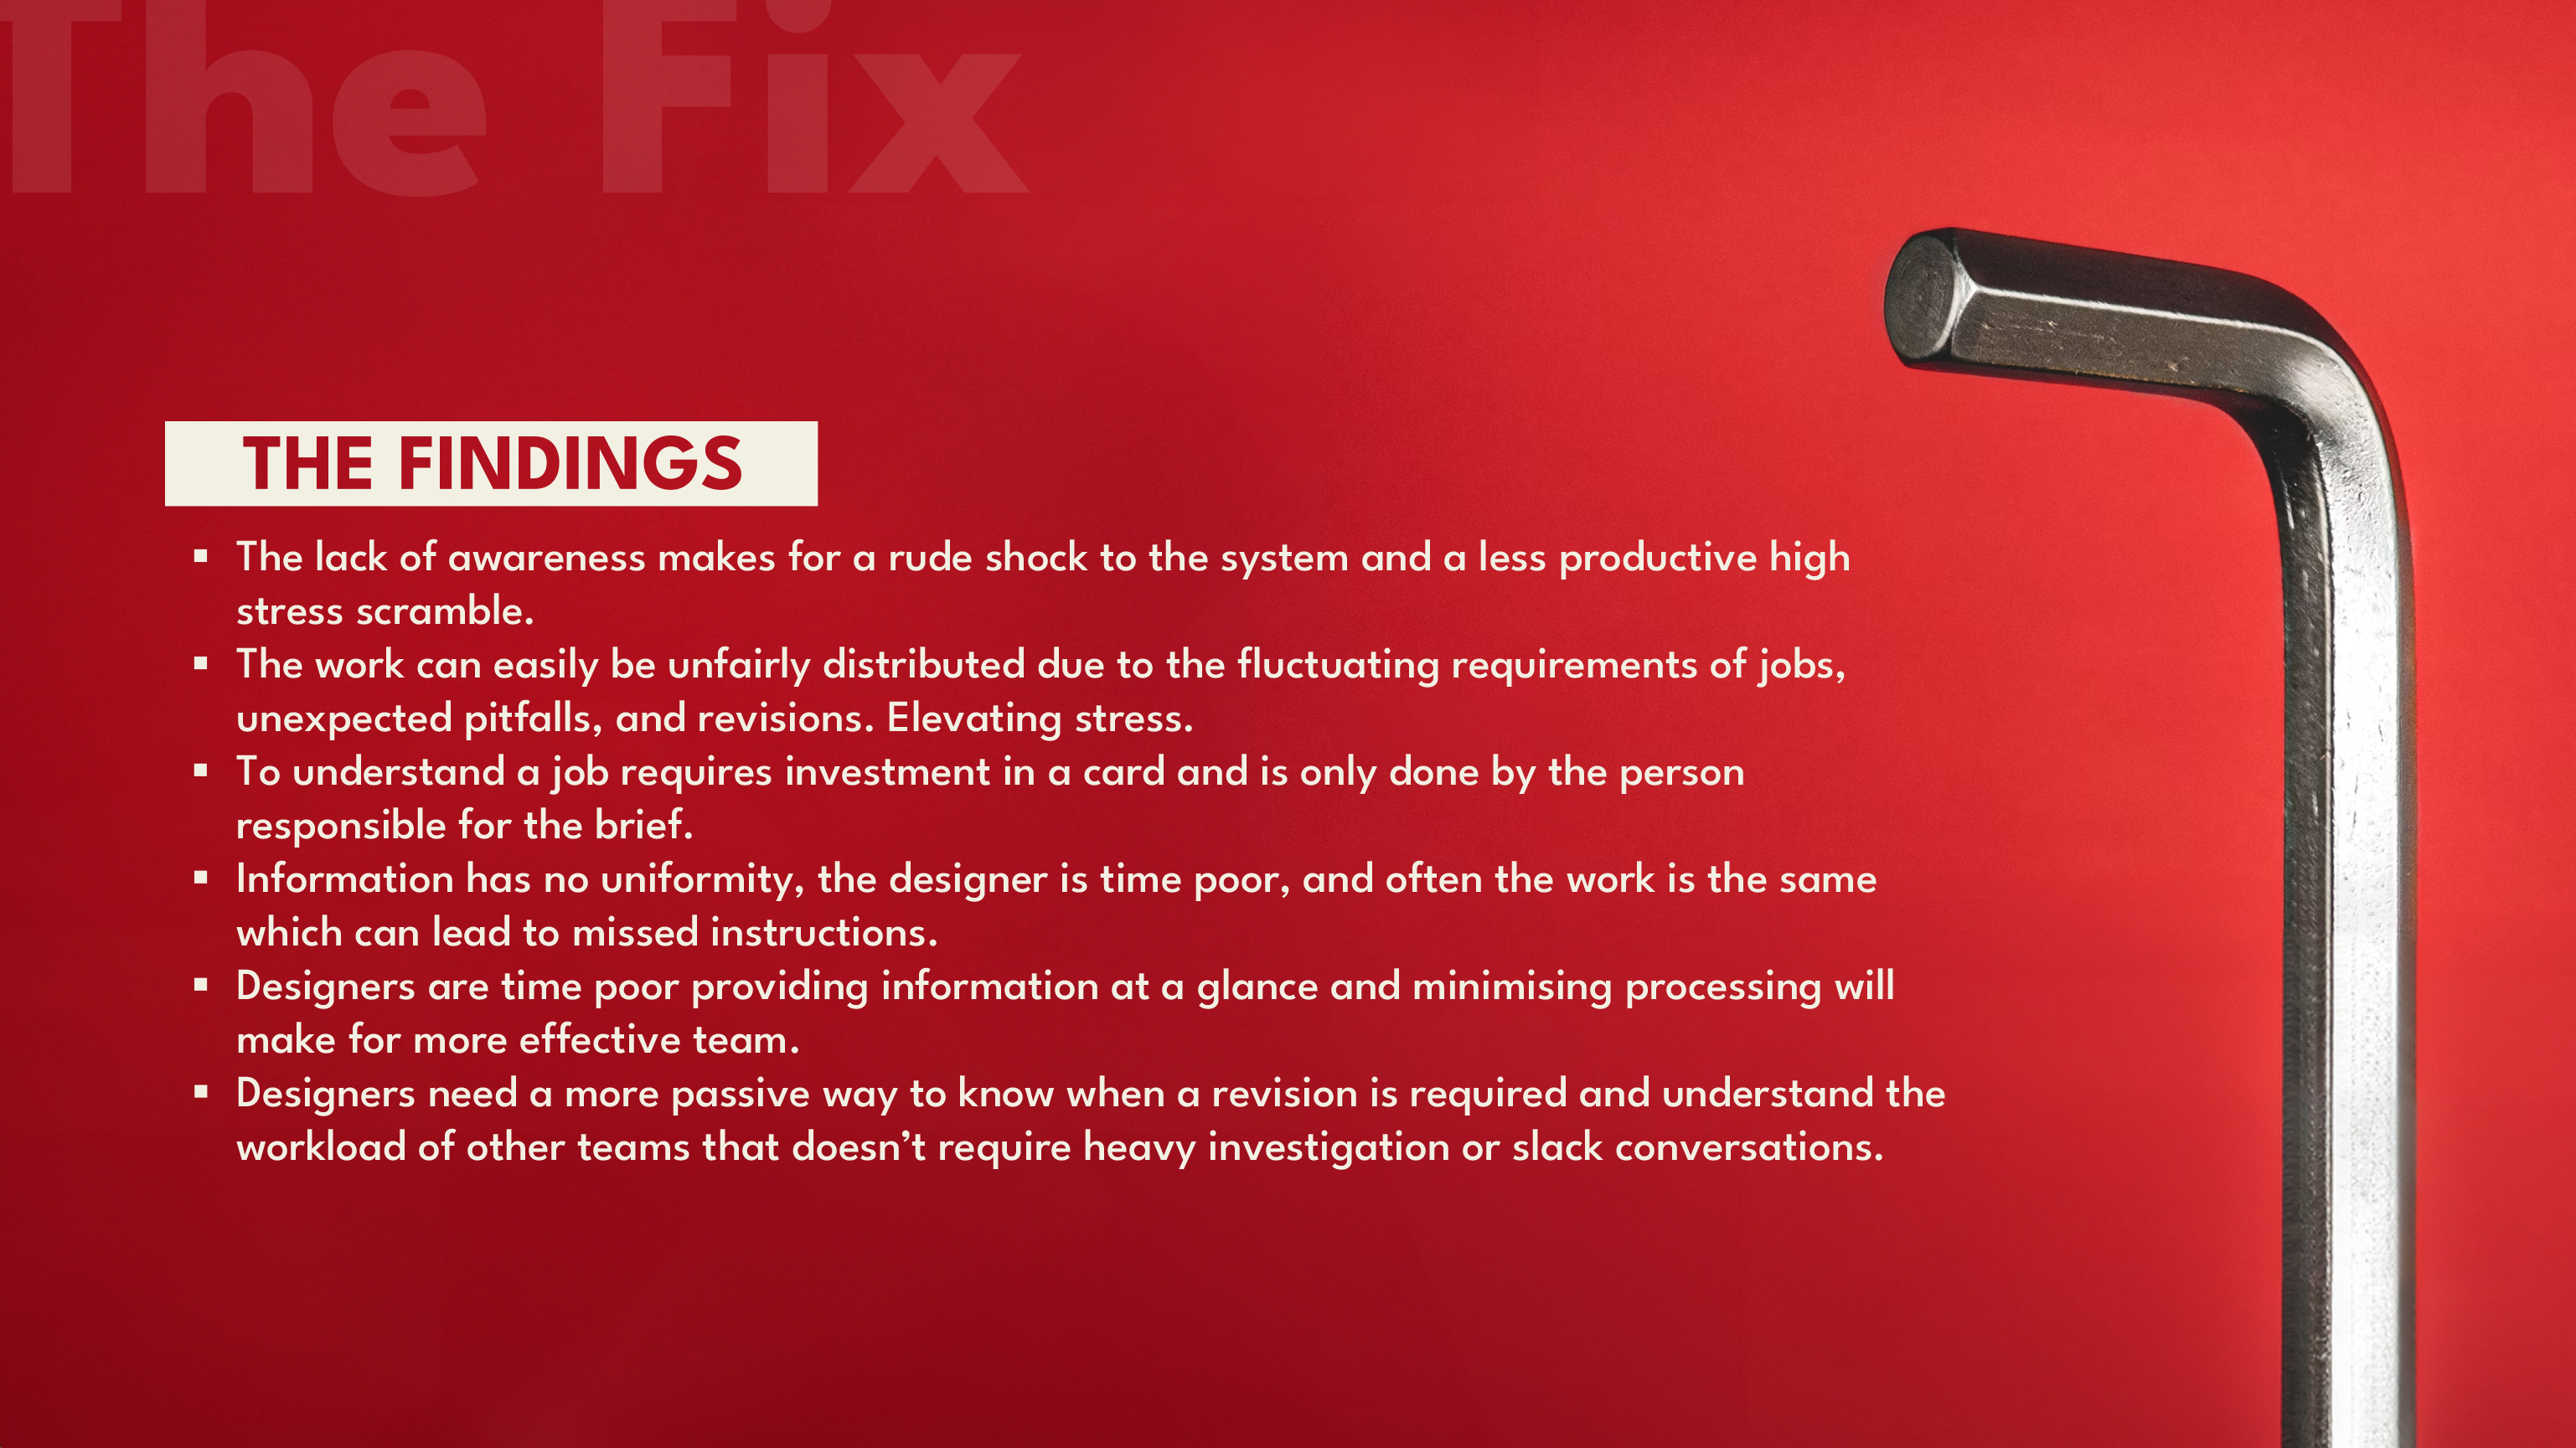 The Fix
THE FINDINGS
▪ The lack of awareness makes for a rude shock to the system and a less productive high
stress scramble.
▪ The work can easily be unfairly distributed due to the fluctuating requirements of jobs,
unexpected pitfalls, and revisions. Elevating stress.
▪ To understand a job requires investment in a card and is only done by the person
responsible for the brief.
▪ Information has no uniformity, the designer is time poor, and often the work is the same
which can lead to missed instructions.
▪ Designers are time poor providing information at a glance and minimising processing will
make for more effective team.
▪ Designers need a more passive way to know when a revision is required and understand the
workload of other teams that doesn’t require heavy investigation or slack conversations.